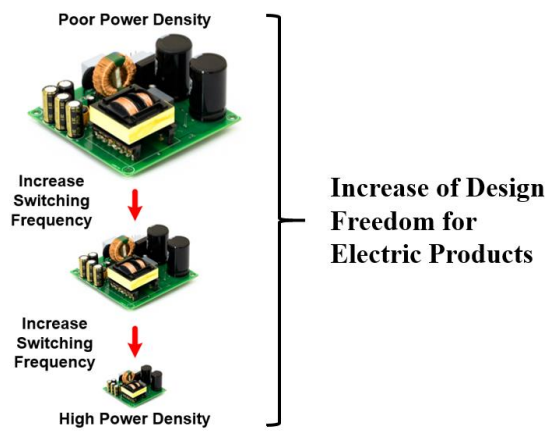 Poor Power Density
Increase
Switching
Frequency
Increase
Switching
Frequency
High Power Density
Increase of Design
Freedom for
Electric Products